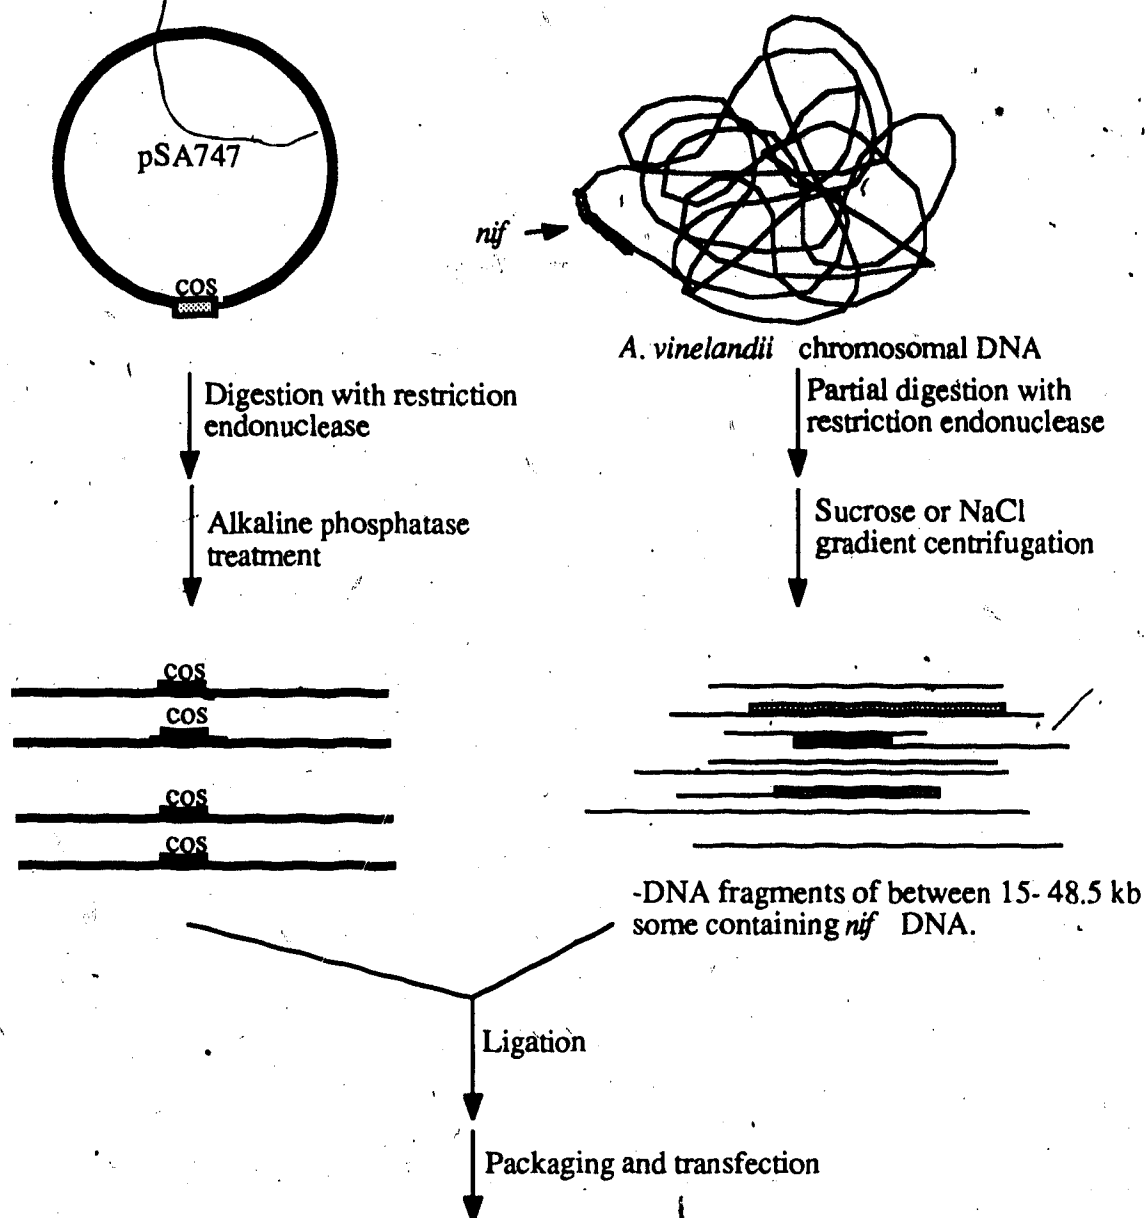 pSA747
cos
nif
A. vinelandii chromosomal DNA
Digestion with restriction
endonuclease
Partial digestion with
restriction endonuclease
Alkaline phosphatase
treatment
Sucrose or NaCl
gradient centrifugation
cos
cos
cos
cos
-DNA fragments of between 15- 48.5 kb
some containing nif DNA.
Ligation
Packaging and transfection